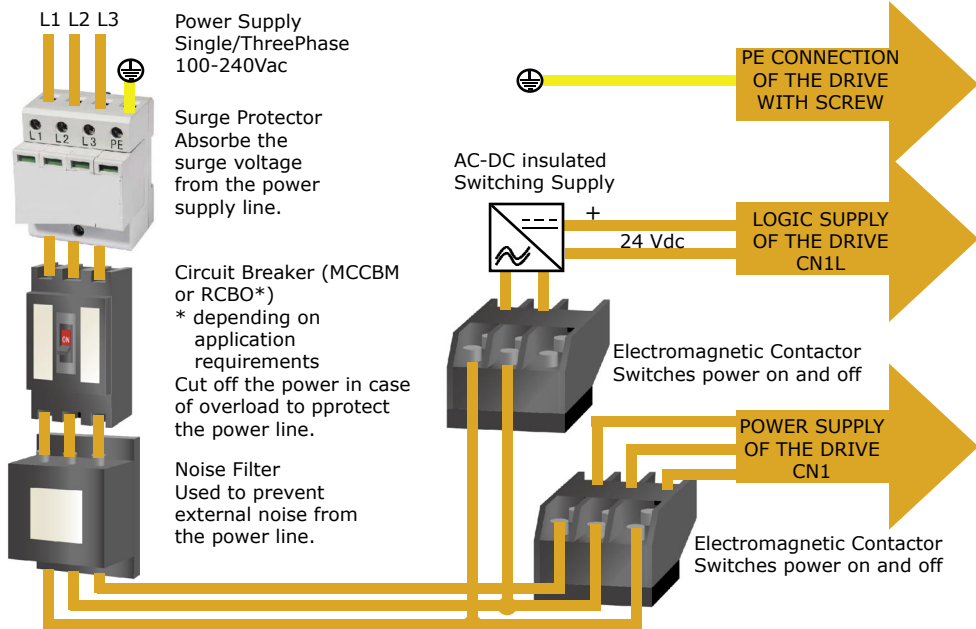 L1 L2 L3
Power Supply
Single/ThreePhase
100-240Vac
L1 L2 L3 PE
Surge Protector
Absorbe the
surge voltage
from the power
supply line.
Circuit Breaker (MCCBM
or RCBO*)
* depending on
application
requirements
Cut off the power in case
of overload to pprotect
the power line.
ON
Noise Filter
Used to prevent
external noise from
the power line.
PE CONNECTION
OF THE DRIVE
WITH SCREW
AC-DC insulated
Switching Supply
+
24 Vdc
LOGIC SUPPLY
OF THE DRIVE
CN1L
Electromagnetic Contactor
Switches power on and off
POWER SUPPLY
OF THE DRIVE
CN1
Electromagnetic Contactor
Switches power on and off